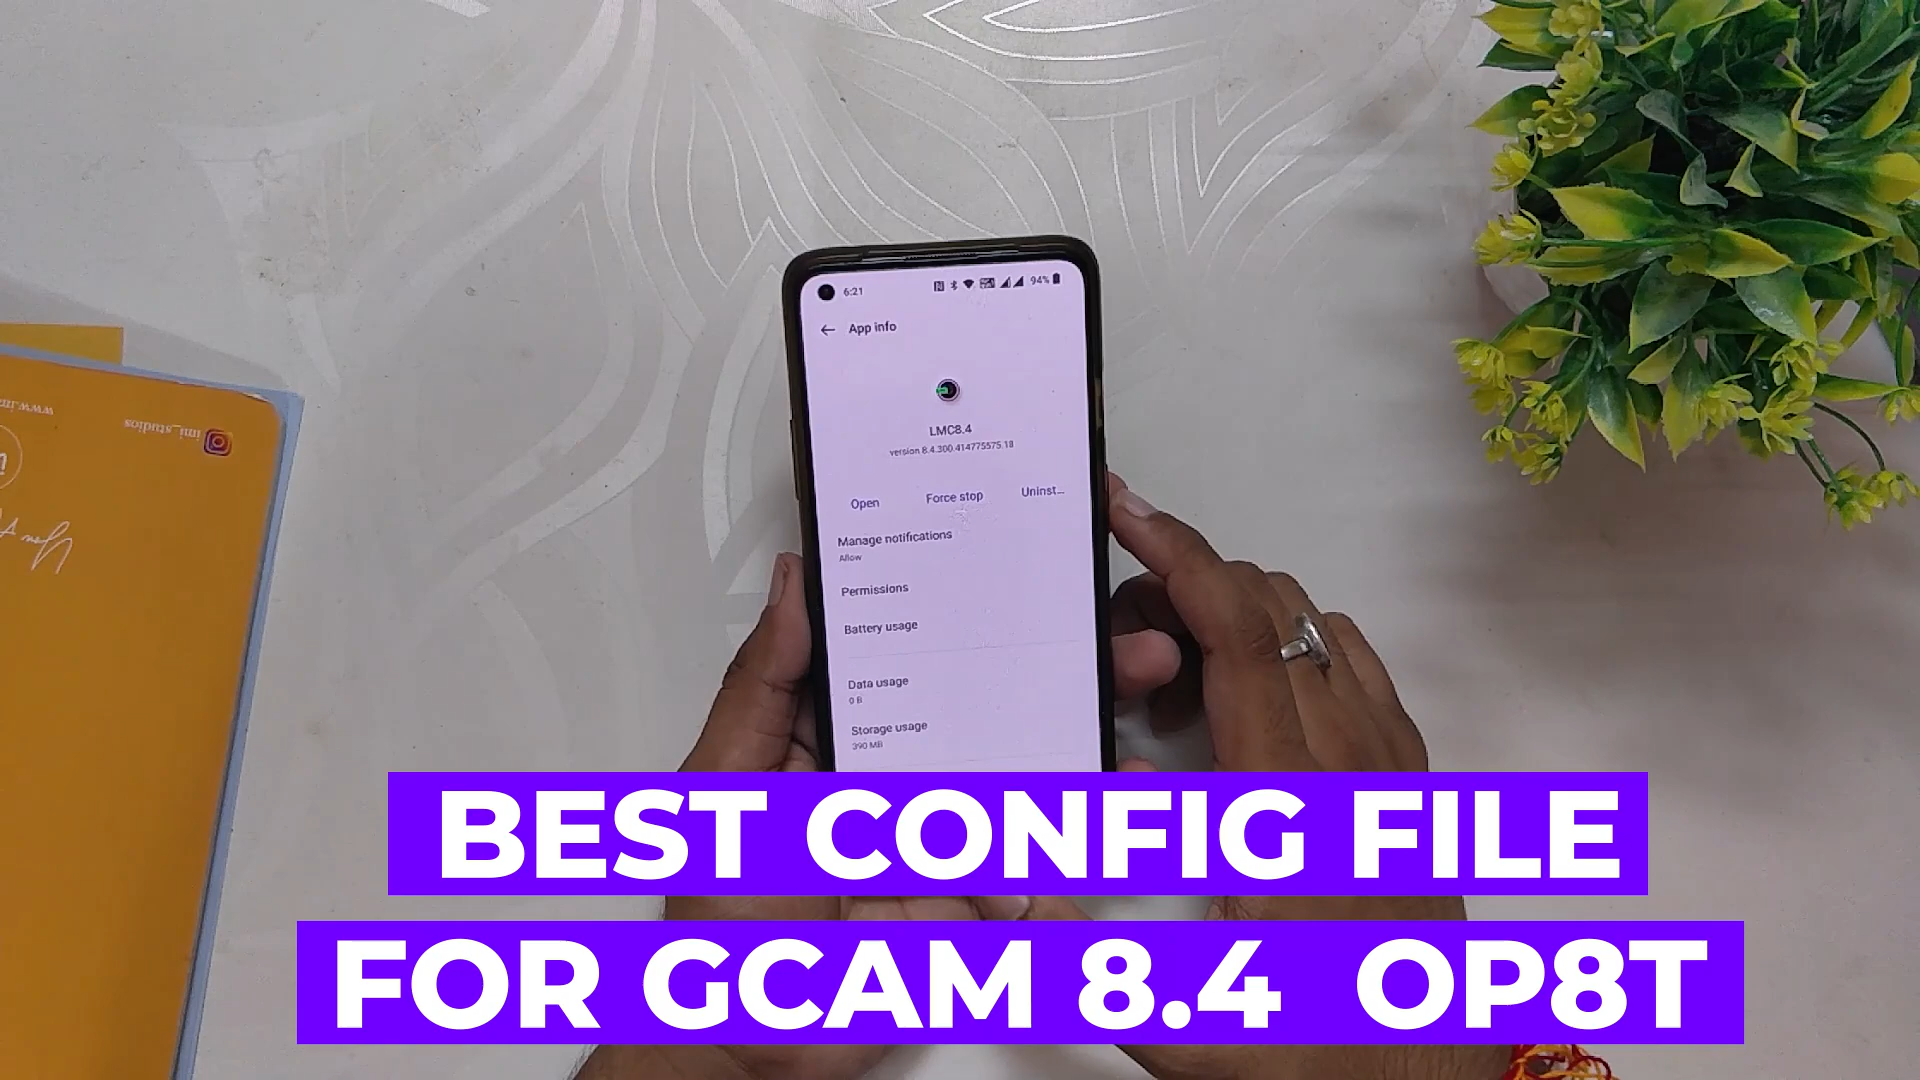 6:21
94%
App info
LMC8.4
version 8.4.300.414775575.18
Open
Force stop
Uninst...
Manage notifications
Allow
Permissions
Battery usage
Data usage
0 B
Storage usage
390 MB
imi_studios
BEST CONFIG FILE
FOR GCAM 8.4 OP8T